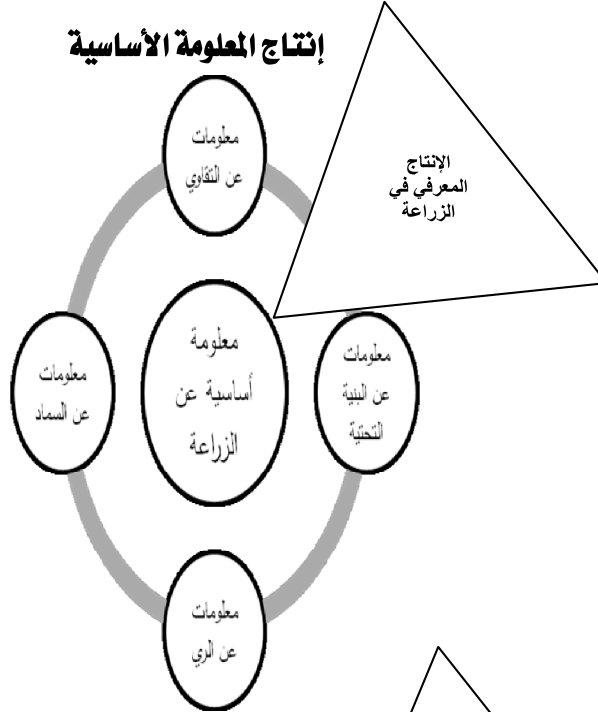 إنتاج المعلومة الأساسية
معلومات
عن التقاوي
الإنتاج
المعرفي في
الزراعة
معلومة
أساسية عن
الزراعة
معلومات
عن البنية
التحتية
معلومات
عن السماد
معلومات
عن الري